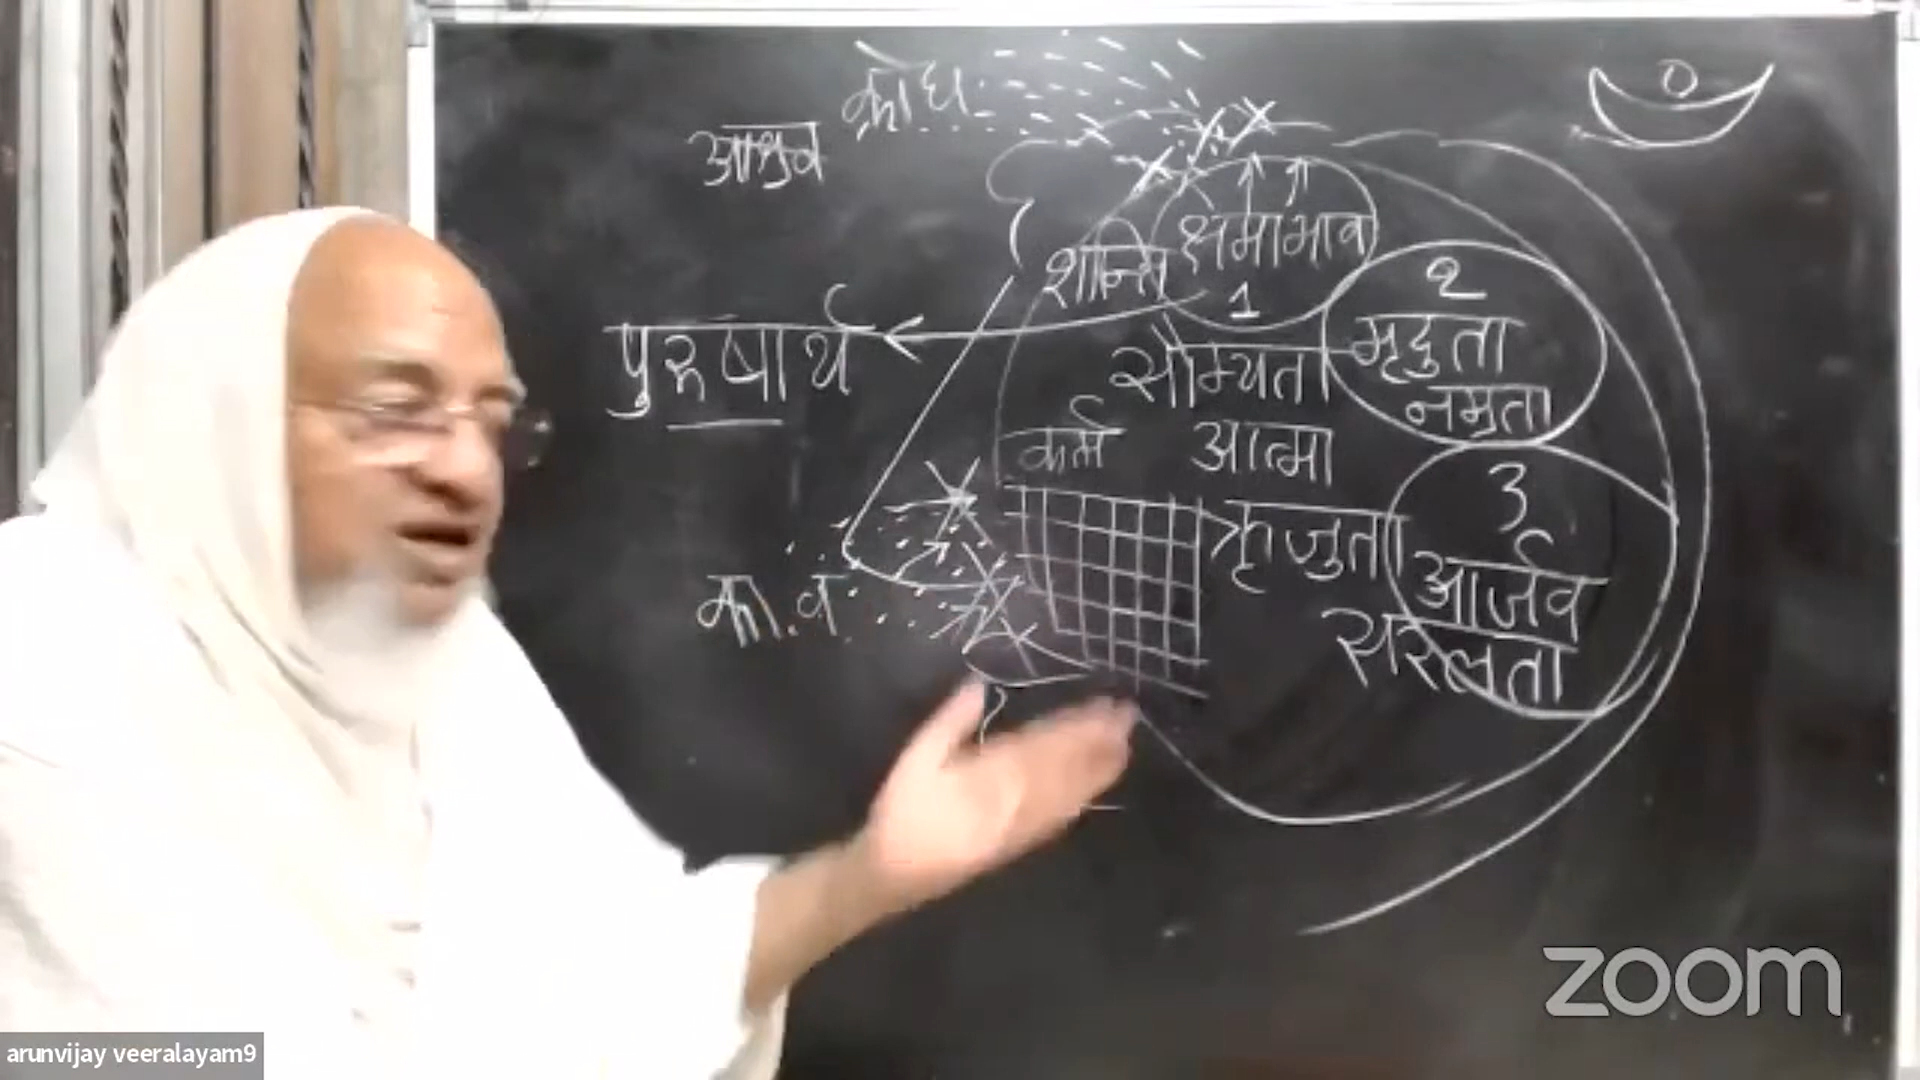 क्रोध
आश्रव
क्षमाभाव
शान्ति
1
२
पुरूषार्थ
सौम्यता
मृदुता
नम्रता
कर्म
आत्मा
3
ऋजुता
आर्जव
का.व
सरलता
zoom
arunvijay veeralayam9